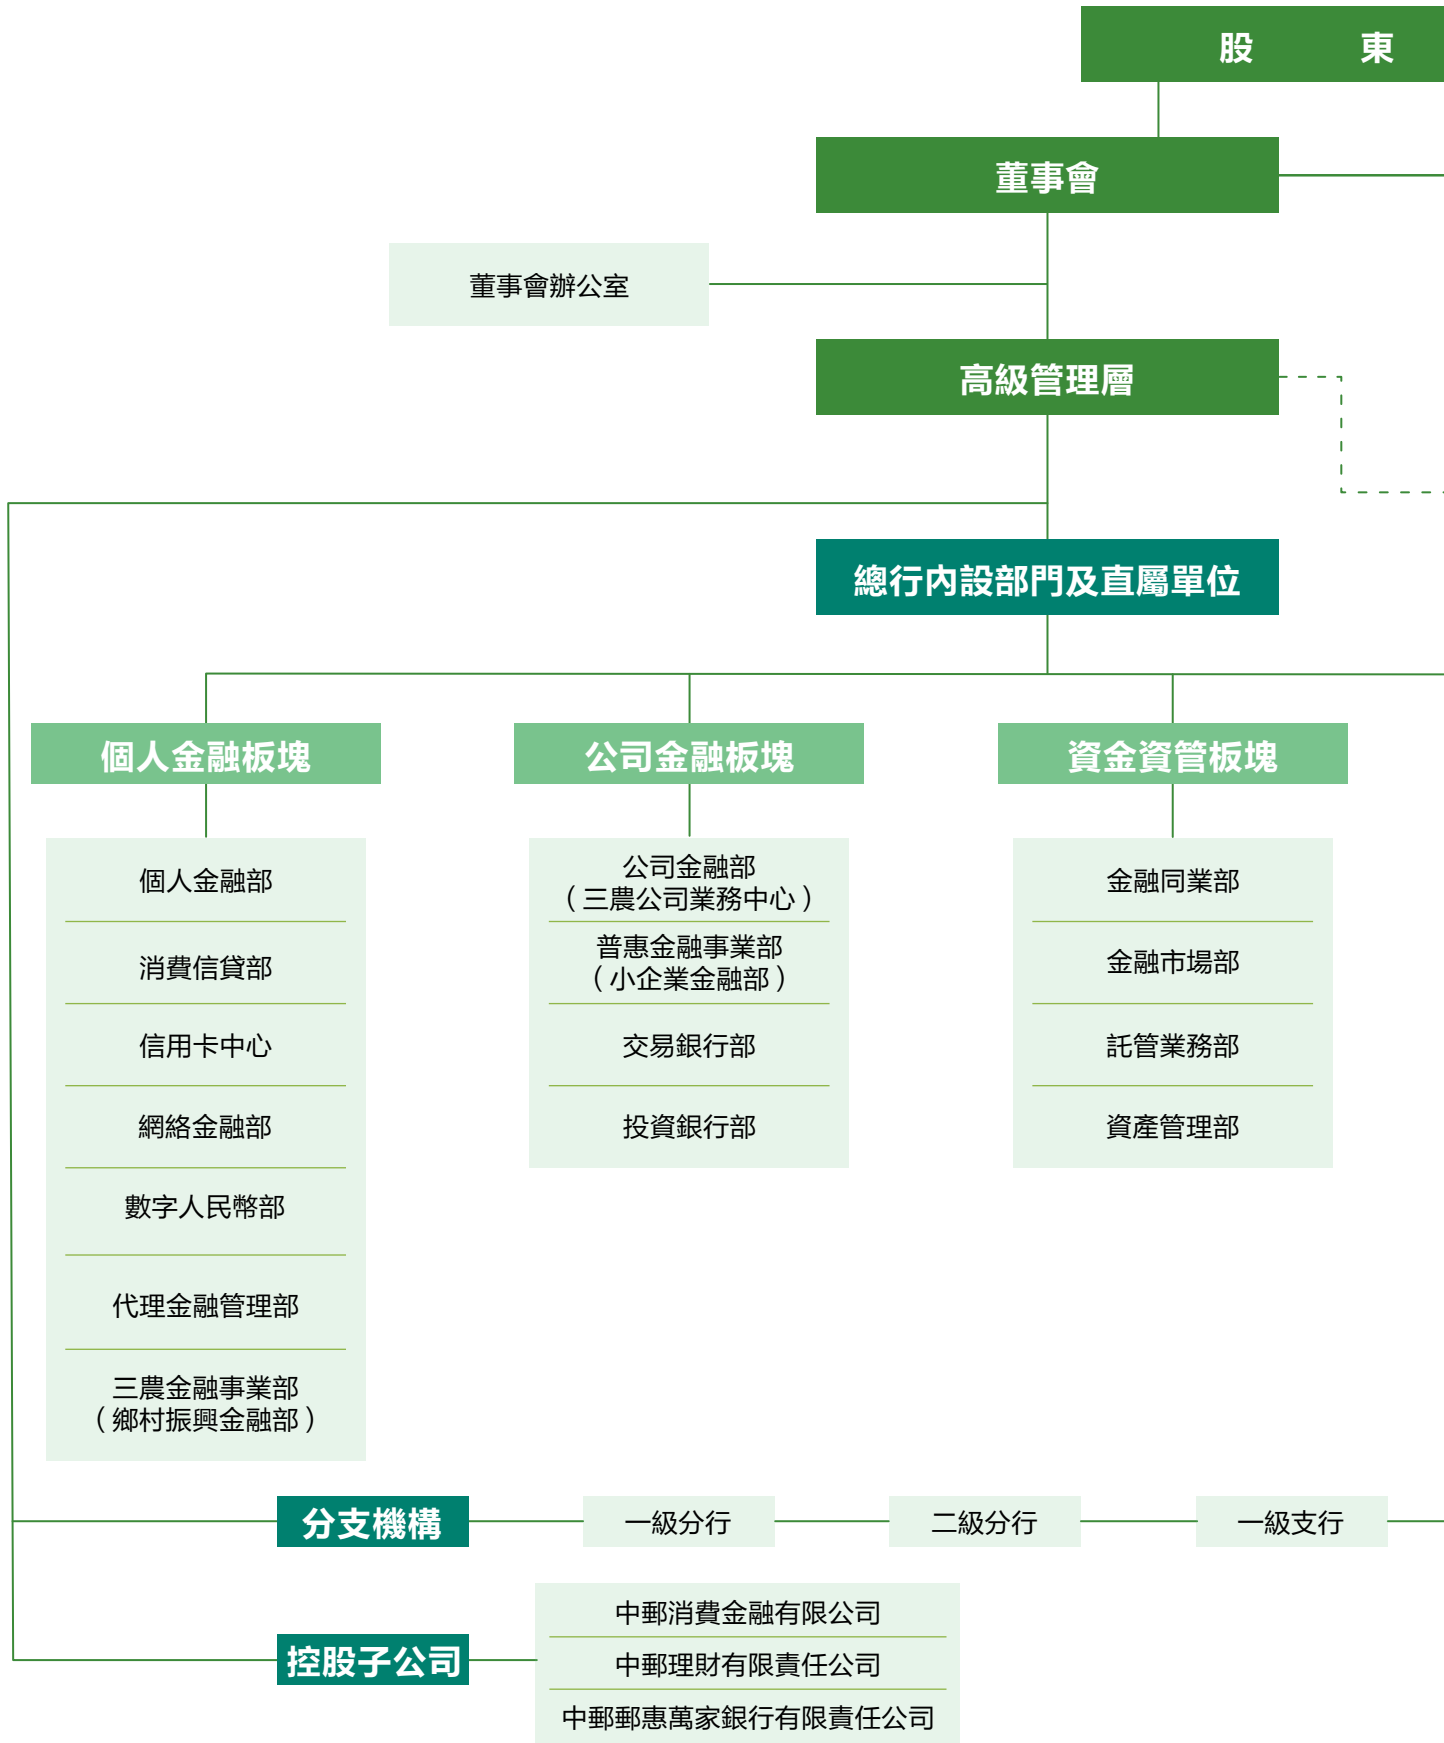 股 東
董事會
董事會辦公室
高級管理層
總行內設部門及直屬單位
個人金融板塊
個人金融部
消費信貸部
信用卡中心
網絡金融部
數字人民幣部
代理金融管理部
三農金融事業部
（鄉村振興金融部）
公司金融板塊
公司金融部
（三農公司業務中心）
普惠金融事業部
（小企業金融部）
交易銀行部
投資銀行部
資金資管板塊
金融同業部
金融市場部
託管業務部
資產管理部
分支機構
一級分行
二級分行
一級支行
控股子公司
中郵消費金融有限公司
中郵理財有限責任公司
中郵郵惠萬家銀行有限責任公司